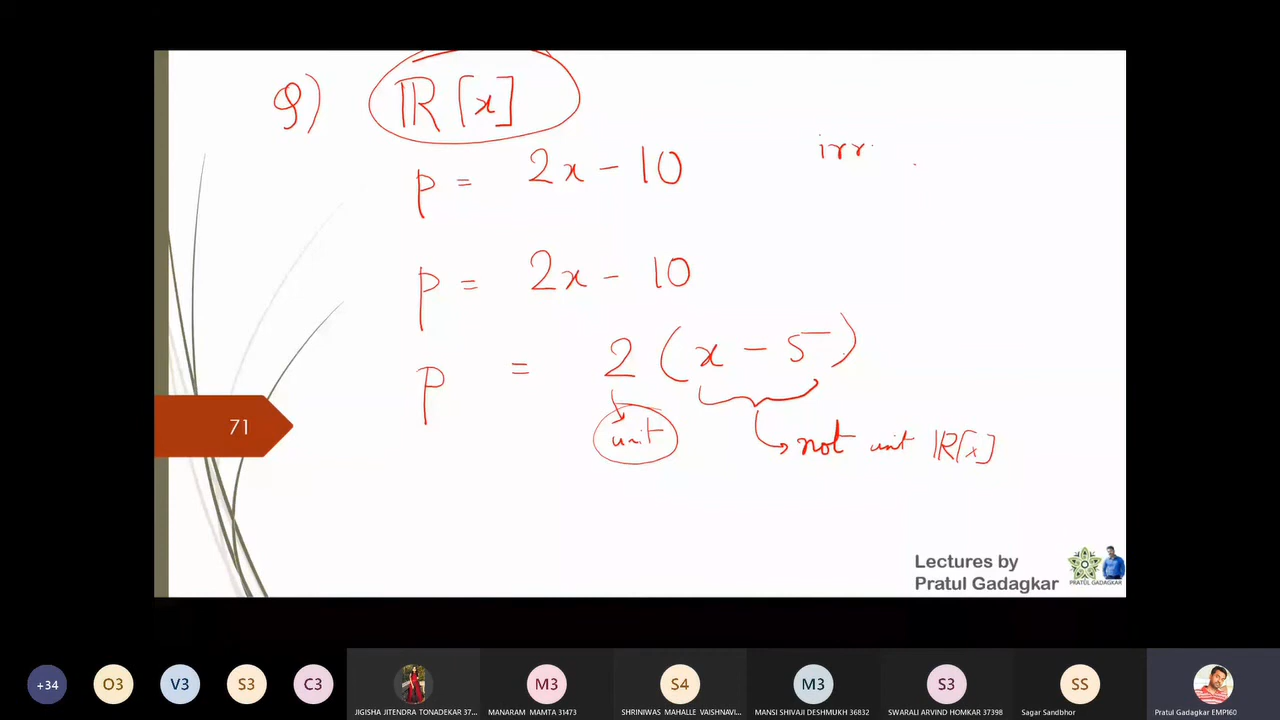 Q) ℝ[x]
p = 2x - 10
irr.
p = 2x - 10
p = 2 (x - 5)
71
unit
not unit ℝ[x]
Lectures by
Pratul Gadagkar
PRATUL GADAGKAR
+34 O3 V3 S3 C3 M3 S4 M3 S3 SS
JIGISHA JITENDRA TONADEKAR 37... MANARAM MAMTA 31473 SHRINIWAS MAHALLE VAISHNAVI... MANSI SHIVAJI DESHMUKH 36832 SWARALI ARVIND HOMKAR 37398 Sagar Sandbhor Pratul Gadagkar EMP160